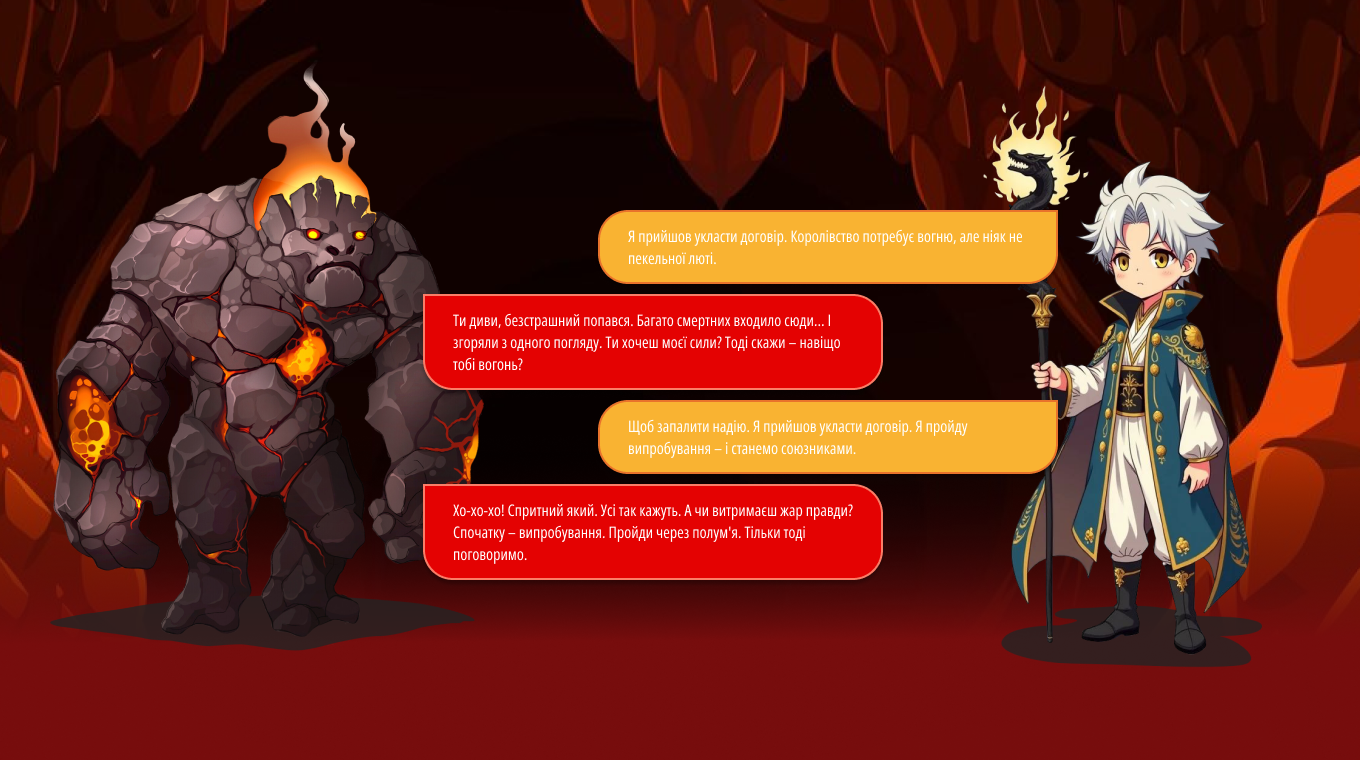 Я прийшов укласти договір. Королівство потребує вогню, але ніяк не
пекельної люті.
Ти диви, безстрашний попався. Багато смертних входило сюди... І
згоряли з одного погляду. Ти хочеш моєї сили? Тоді скажи – навіщо
тобі вогонь?
Щоб запалити надію. Я прийшов укласти договір. Я пройду
випробування – і станемо союзниками.
Хо-хо-хо! Спритний який. Усі так кажуть. А чи витримаєш жар правди?
Спочатку – випробування. Пройди через полум'я. Тільки тоді
поговоримо.